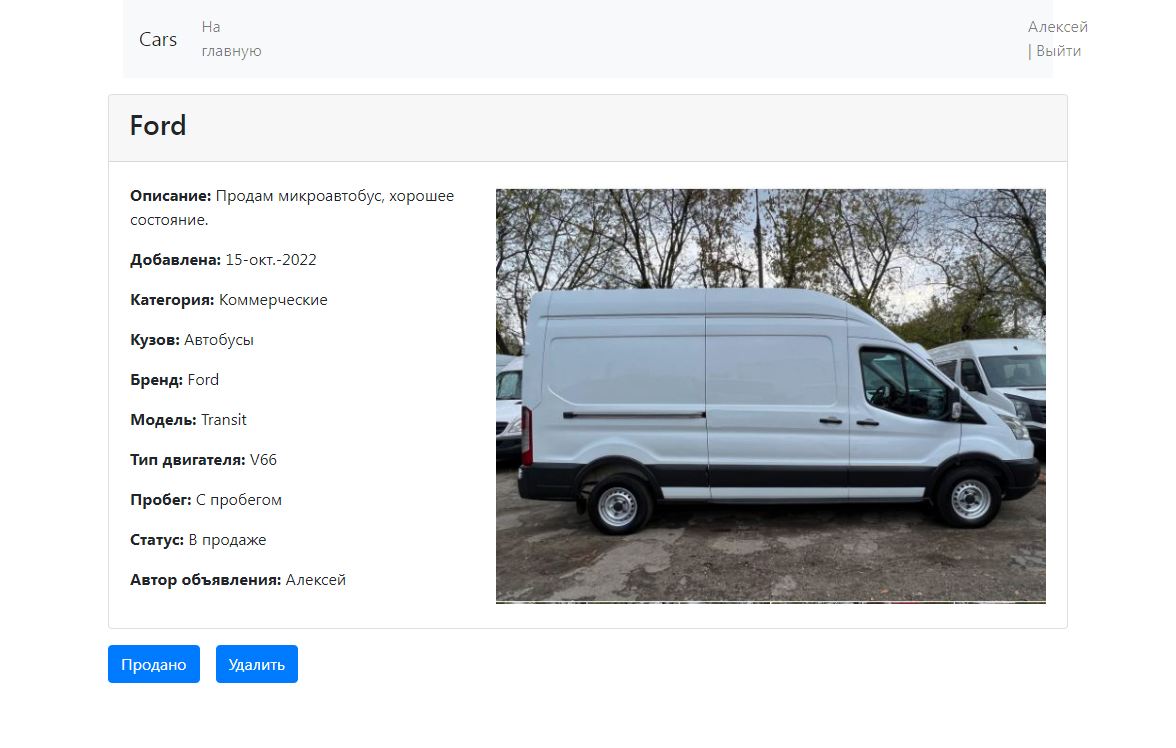 Cars
На
главную
Алексей
| Выйти
Ford
Описание: Продам микроавтобус, хорошее
состояние.
Добавлена: 15-окт.-2022
Категория: Коммерческие
Кузов: Автобусы
Бренд: Ford
Модель: Transit
Тип двигателя: V66
Пробег: С пробегом
Статус: В продаже
Автор объявления: Алексей
Продано
Удалить